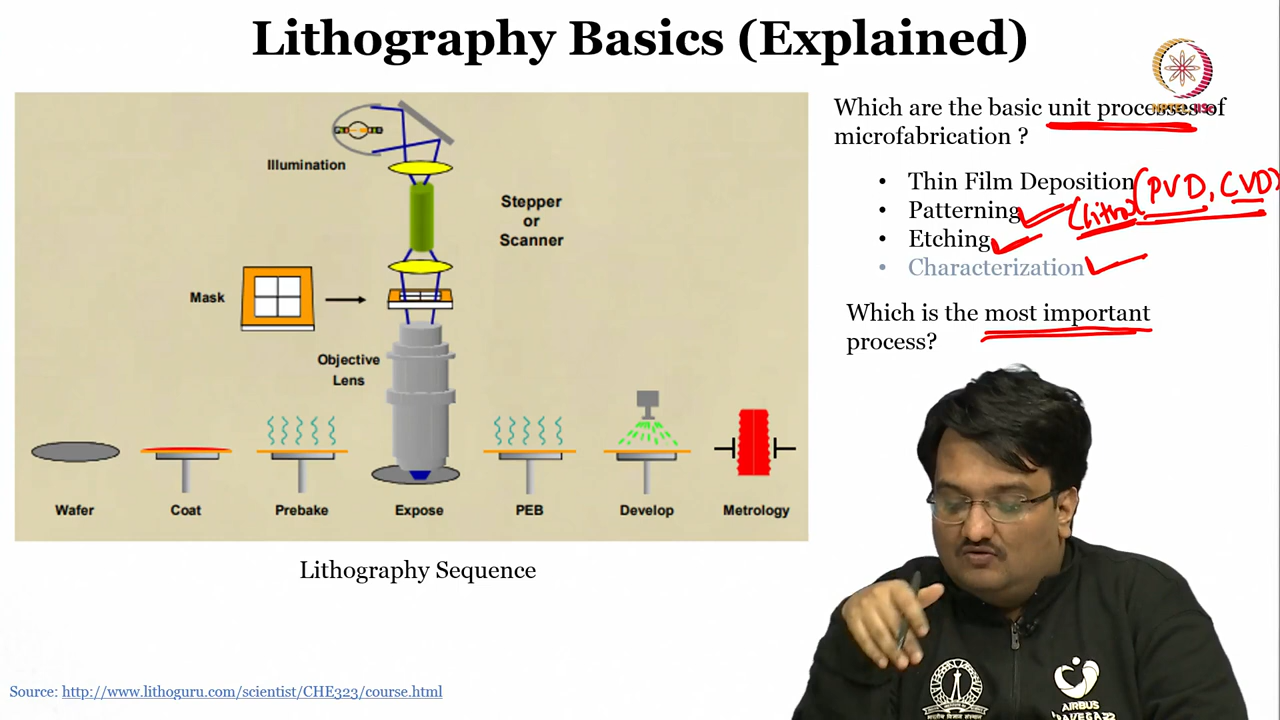 Lithography Basics (Explained)
Illumination
Stepper
or
Scanner
Mask
Objective
Lens
Wafer
Coat
Prebake
Expose
PEB
Develop
Metrology
Lithography Sequence
Source: http://www.lithoguru.com/scientist/CHE323/course.html
Which are the basic unit processes of
microfabrication ?
• Thin Film Deposition (PVD, CVD)
• Patterning (litho)
• Etching
• Characterization
Which is the most important
process?
AIRBUS